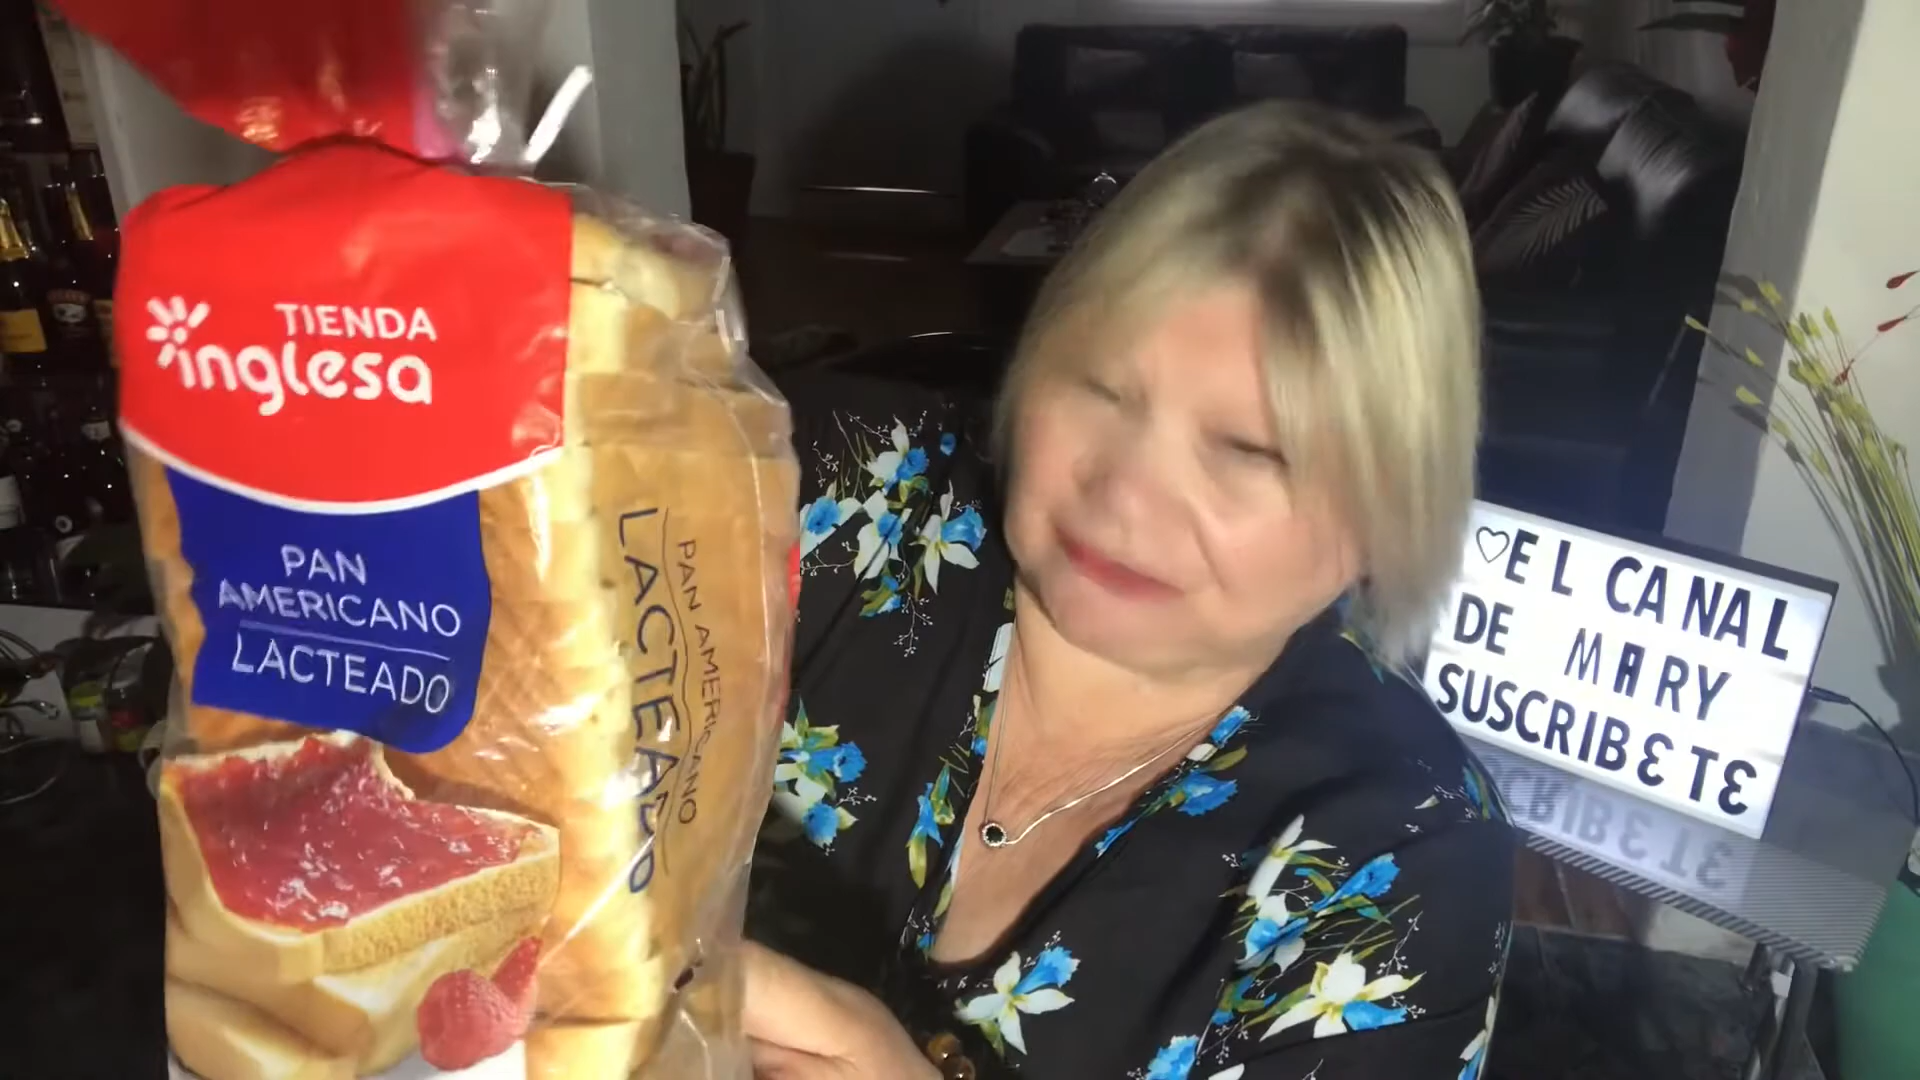 TIENDA
inglesa
PAN
AMERICANO
LACTEADO
PAN AMERICANO
LACTEADO
♡EL CANAL
DE MARY
SUSCRIBETE